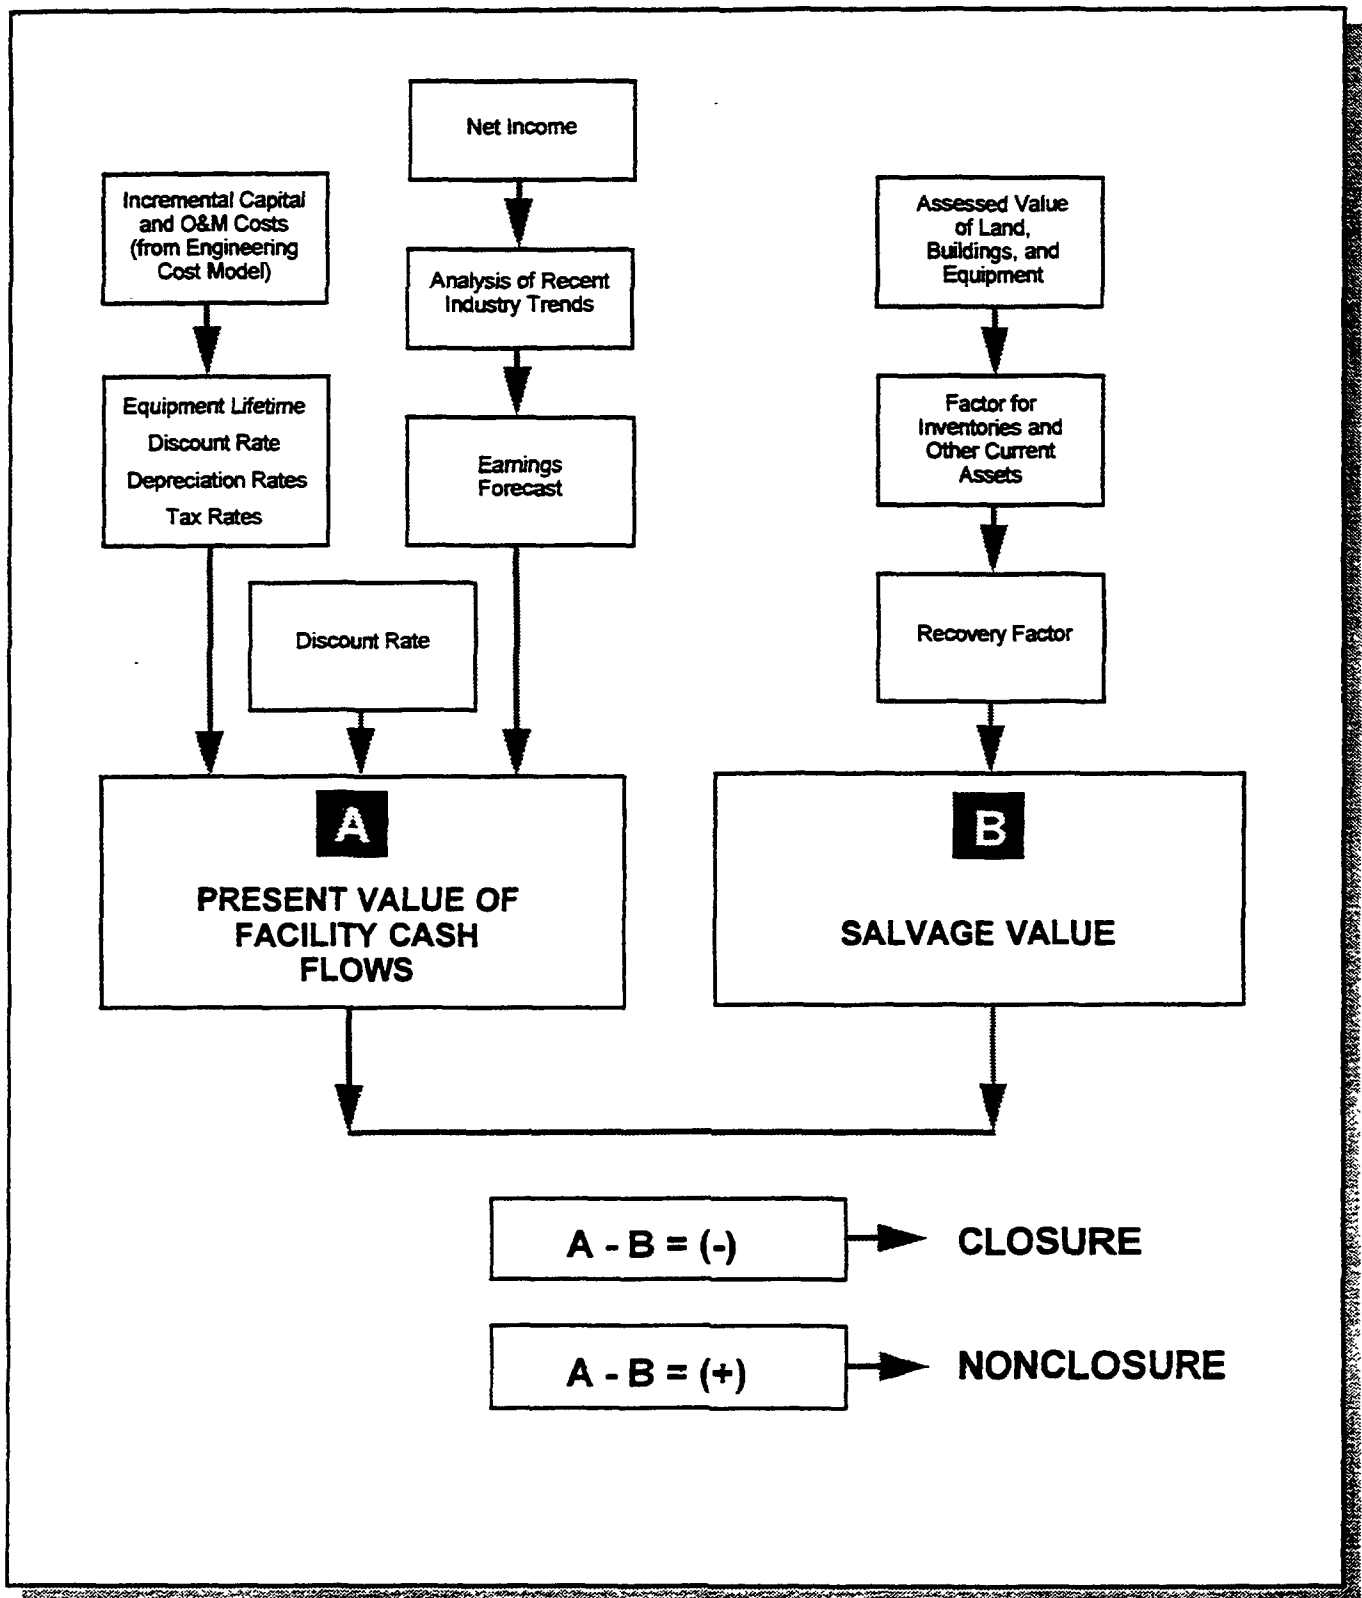 Net Income
Incremental Capital
and O&M Costs
(from Engineering
Cost Model)
Assessed Value
of Land,
Buildings, and
Equipment
Analysis of Recent
Industry Trends
Equipment Lifetime
Discount Rate
Depreciation Rates
Tax Rates
Earnings
Forecast
Factor for
Inventories and
Other Current
Assets
Discount Rate
Recovery Factor
A
PRESENT VALUE OF
FACILITY CASH
FLOWS
B
SALVAGE VALUE
A - B = (-)
CLOSURE
A - B = (+)
NONCLOSURE